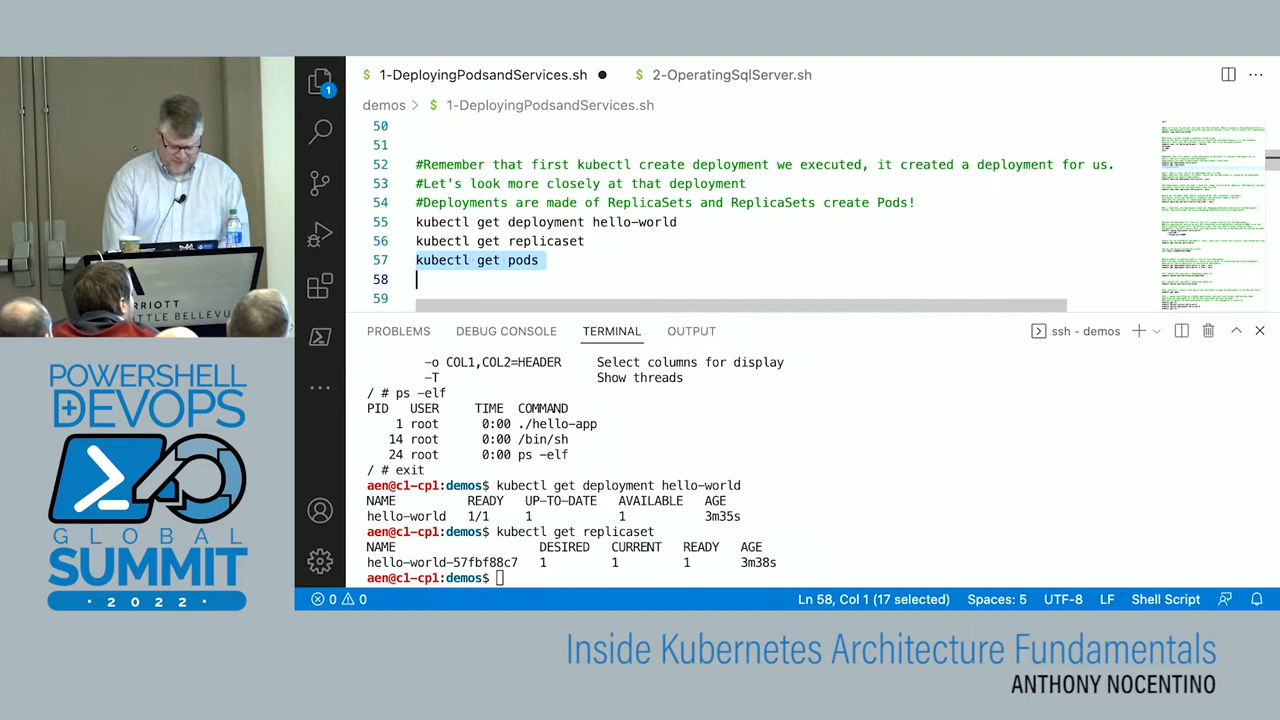 $ 1-DeployingPodsandServices.sh ●
$ 2-OperatingSqlServer.sh
demos > $ 1-DeployingPodsandServices.sh
50
51
52 #Remember that first kubectl create deployment we executed, it created a deployment for us.
53 #Let's look more closely at that deployment
54 #Deployments are made of ReplicaSets and ReplicaSets create Pods!
55 kubectl get deployment hello-world
56 kubectl get replicaset
57 kubectl get pods
58
59
1
PROBLEMS DEBUG CONSOLE TERMINAL OUTPUT
ssh - demos
-o COL1,COL2=HEADER Select columns for display
-T Show threads
/ # ps -elf
PID USER TIME COMMAND
1 root 0:00 ./hello-app
14 root 0:00 /bin/sh
24 root 0:00 ps -elf
/ # exit
aen@c1-cp1:demos$ kubectl get deployment hello-world
NAME READY UP-TO-DATE AVAILABLE AGE
hello-world 1/1 1 1 3m35s
aen@c1-cp1:demos$ kubectl get replicaset
NAME DESIRED CURRENT READY AGE
hello-world-57fbf88c7 1 1 1 3m38s
aen@c1-cp1:demos$
0 0
Ln 58, Col 1 (17 selected) Spaces: 5 UTF-8 LF Shell Script
RRIOTT
ATTLE BELLEVU
POWERSHELL
+DEVOPS
GLOBAL
SUMMIT
· 2022 ·
Inside Kubernetes Architecture Fundamentals
ANTHONY NOCENTINO